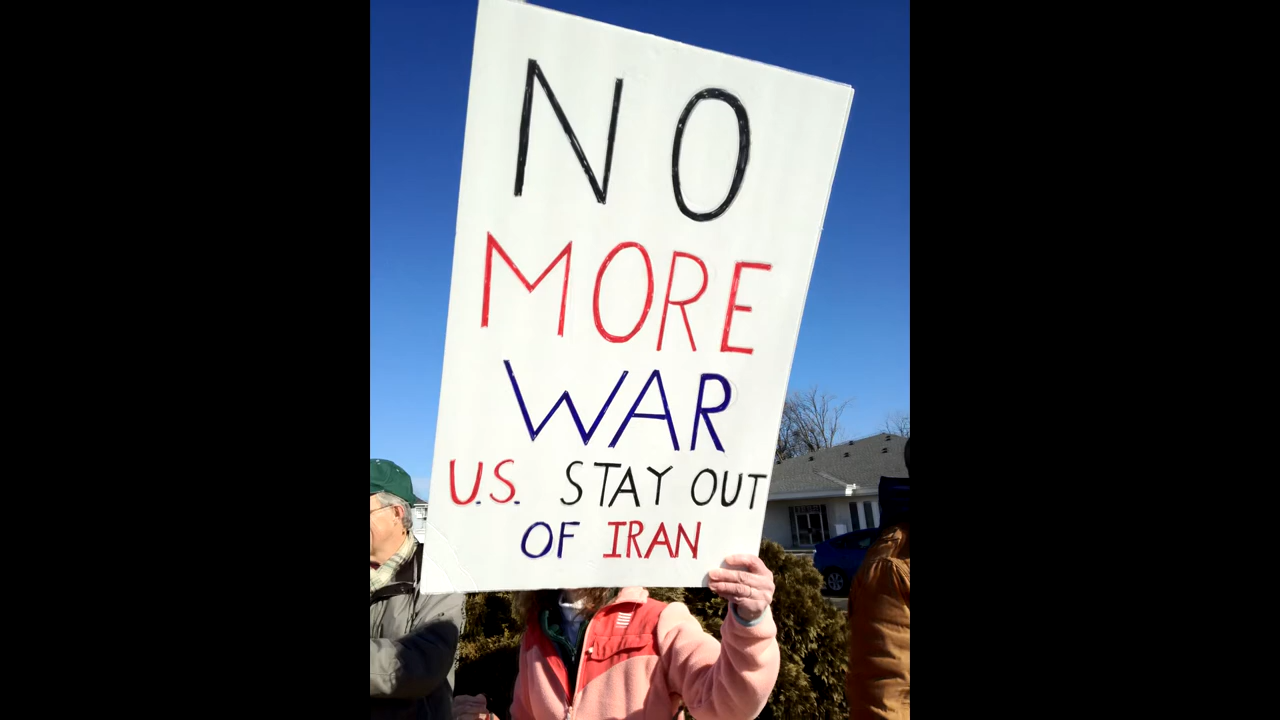 NO
MORE
WAR
U.S. STAY OUT
OF IRAN